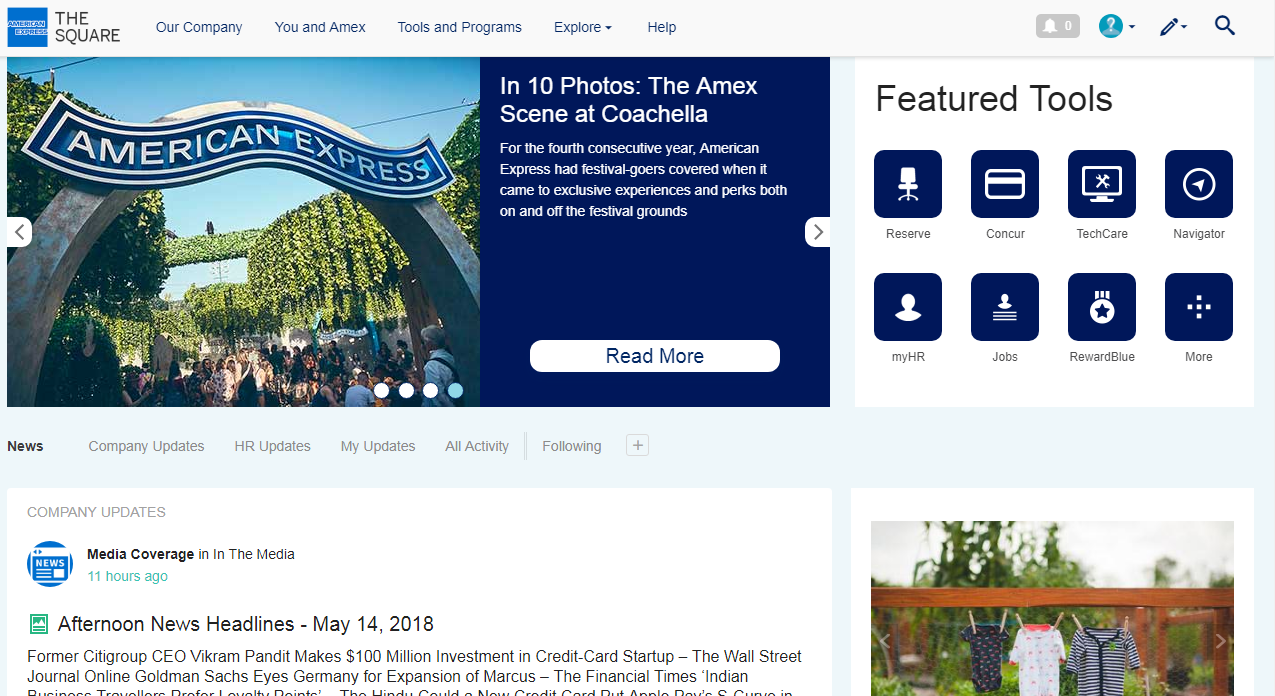 AMERICAN
EXPRESS
THE
SQUARE
Our Company
You and Amex
Tools and Programs
Explore
Help
0
AMERICAN EXPRESS
In 10 Photos: The Amex
Scene at Coachella
For the fourth consecutive year, American
Express had festival-goers covered when it
came to exclusive experiences and perks both
on and off the festival grounds
Read More
Featured Tools
Reserve
Concur
TechCare
Navigator
myHR
Jobs
RewardBlue
More
News
Company Updates
HR Updates
My Updates
All Activity
Following
COMPANY UPDATES
NEWS
Media Coverage in In The Media
11 hours ago
Afternoon News Headlines - May 14, 2018
Former Citigroup CEO Vikram Pandit Makes $100 Million Investment in Credit-Card Startup – The Wall Street
Journal Online Goldman Sachs Eyes Germany for Expansion of Marcus – The Financial Times ‘Indian
Business Travellers Prefer Loyalty Points’ – The Hindu Could a New Credit Card Put Apple Pay’s S-Curve in